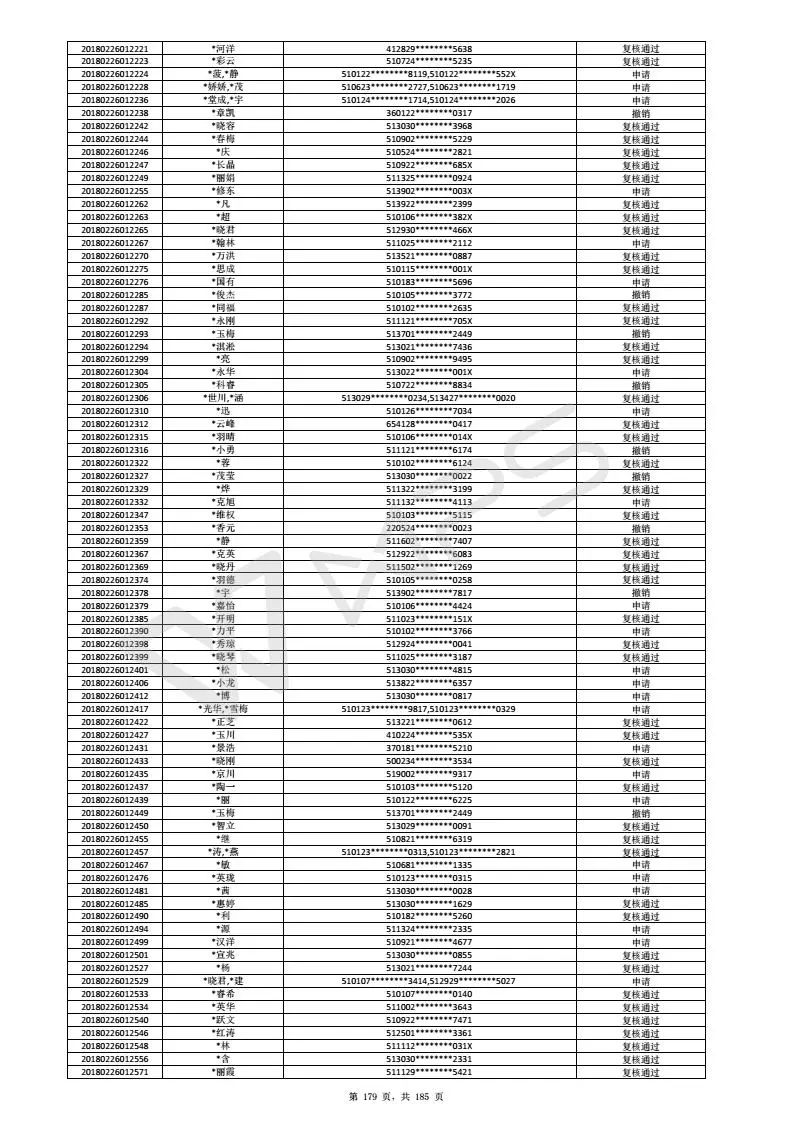 20180226012221 *河洋 412829********5638 复核通过
20180226012223 *彩云 510724********5235 复核通过
20180226012224 *菠,*静 510122********8119,510122********552X 申请
20180226012228 *娇娇,*茂 510623********2727,510623********1719 申请
20180226012236 *堂成,*宇 510124********1714,510124********2026 申请
20180226012238 *章凯 360122********0317 撤销
20180226012242 *晓容 513030********3968 复核通过
20180226012244 *春梅 510902********5229 复核通过
20180226012246 *庆 510524********2821 复核通过
20180226012247 *长晶 510922********685X 复核通过
20180226012249 *丽娟 511325********0924 复核通过
20180226012255 *修东 513902********003X 申请
20180226012262 *凡 513922********2399 复核通过
20180226012263 *超 510106********382X 复核通过
20180226012265 *晓君 512930********466X 复核通过
20180226012267 *翰林 511025********2112 申请
20180226012270 *万洪 513521********0887 复核通过
20180226012275 *思成 510115********001X 复核通过
20180226012276 *国有 510183********5696 申请
20180226012285 *俊杰 510105********3772 撤销
20180226012287 *同福 510102********2635 复核通过
20180226012292 *永刚 511121********705X 复核通过
20180226012293 *玉梅 513701********2449 撤销
20180226012294 *淇淞 513021********7436 复核通过
20180226012299 *亮 510902********9495 复核通过
20180226012304 *永华 513022********001X 申请
20180226012305 *科睿 510722********8834 撤销
20180226012306 *世川,*涵 513029********0234,513427********0020 复核通过
20180226012310 *迅 510126********7034 申请
20180226012312 *云峰 654128********0417 复核通过
20180226012315 *羽晴 510106********014X 复核通过
20180226012316 *小勇 511121********6174 撤销
20180226012322 *蓉 510102********6124 复核通过
20180226012327 *茂莹 513030********0022 撤销
20180226012329 *烨 511322********3199 复核通过
20180226012332 *克旭 511132********4113 申请
20180226012347 *维权 510103********5115 复核通过
20180226012353 *香元 220524********0023 撤销
20180226012359 *静 511602********7407 复核通过
20180226012367 *克英 512922********6083 复核通过
20180226012369 *晓丹 511502********1269 复核通过
20180226012374 *羽德 510105********0258 复核通过
20180226012378 *宇 513902********7817 撤销
20180226012379 *嘉怡 510106********4424 申请
20180226012385 *开明 511023********151X 复核通过
20180226012390 *力平 510102********3766 申请
20180226012398 *秀琼 512924********0041 复核通过
20180226012399 *晓琴 511025********3187 复核通过
20180226012401 *松 513030********4815 申请
20180226012406 *小龙 513822********6357 申请
20180226012412 *博 513030********0817 申请
20180226012417 *光华,*雪梅 510123********9817,510123********0329 申请
20180226012422 *正芝 513221********0612 复核通过
20180226012427 *玉川 410224********535X 复核通过
20180226012431 *景浩 370181********5210 申请
20180226012433 *晓刚 500234********3534 复核通过
20180226012435 *京川 519002********9317 申请
20180226012437 *陶一 510103********5120 复核通过
20180226012439 *丽 510122********6225 申请
20180226012449 *玉梅 513701********2449 撤销
20180226012450 *智立 513029********0091 复核通过
20180226012455 *继 510821********6319 复核通过
20180226012457 *涛,*燕 510123********0313,510123********2821 复核通过
20180226012467 *敏 510681********1335 申请
20180226012476 *英珑 510123********0315 申请
20180226012481 *茜 513030********0028 申请
20180226012485 *惠婷 513030********1629 复核通过
20180226012490 *利 510182********5260 复核通过
20180226012494 *源 511324********2335 申请
20180226012499 *汉洋 510921********4677 申请
20180226012501 *宣兆 513030********0855 复核通过
20180226012527 *杨 513021********7244 复核通过
20180226012529 *晓君,*建 510107********3414,512929********5027 申请
20180226012533 *睿希 510107********0140 复核通过
20180226012534 *英华 511002********3643 复核通过
20180226012540 *跃文 510922********7471 复核通过
20180226012546 *红涛 512501********3361 复核通过
20180226012548 *林 511112********031X 复核通过
20180226012556 *含 513030********2331 复核通过
20180226012571 *丽霞 511129********5421 复核通过
第 179 页，共 185 页
WPS